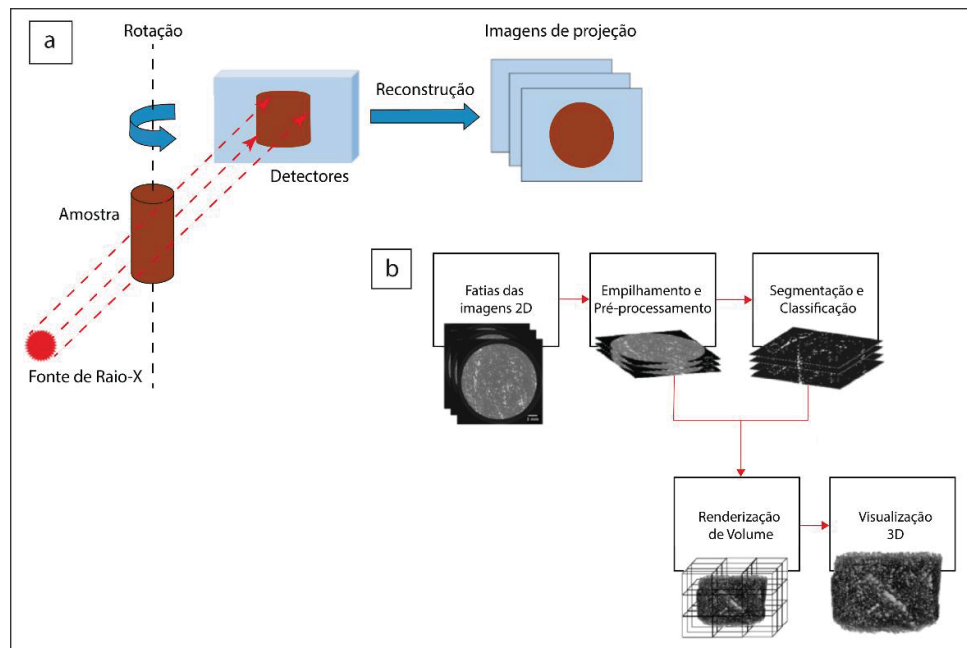 a
Rotação
Imagens de projeção
Reconstrução
Detectores
Amostra
Fonte de Raio-X
b
Fatias das
imagens 2D
Empilhamento e
Pré-processamento
Segmentação e
Classificação
Renderização
de Volume
Visualização
3D